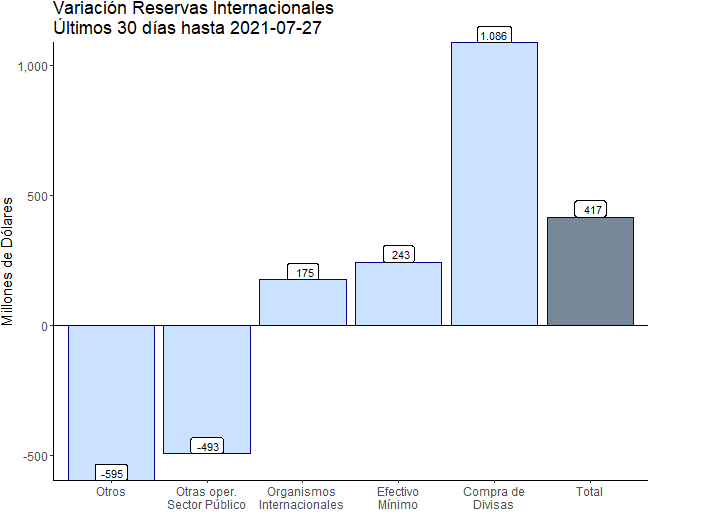 Variación Reservas Internacionales
Últimos 30 días hasta 2021-07-27
Millones de Dólares
1,000
500
0
-500
-595
-493
175
243
1.086
417
Otros
Otras oper.
Sector Público
Organismos
Internacionales
Efectivo
Mínimo
Compra de
Divisas
Total